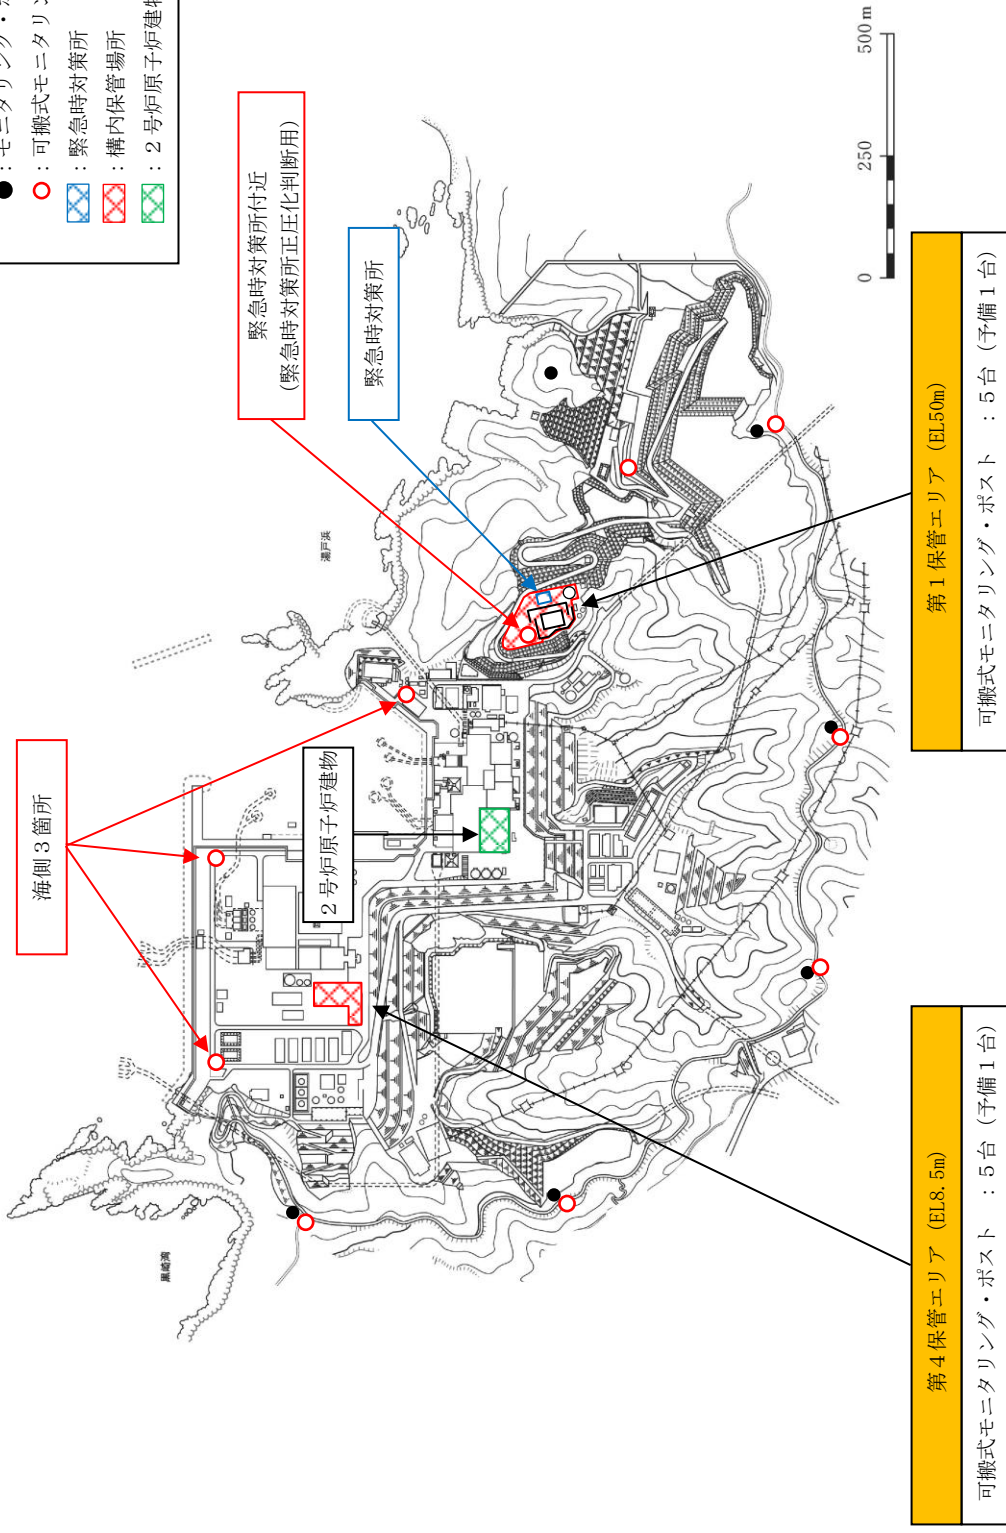 ●：モニタリング・
○：可搬式モニタリン
：緊急時対策所
：構内保管場所
：２号炉原子炉建物
緊急時対策所付近
(緊急時対策所正圧化判断用)
緊急時対策所
海側３箇所
２号炉原子炉建物
湯戸浜
黒崎湾
0 250 500m
第４保管エリア (EL8.5m)
可搬式モニタリング・ポスト ：５台（予備１台）
第１保管エリア (EL50m)
可搬式モニタリング・ポスト ：５台（予備１台）